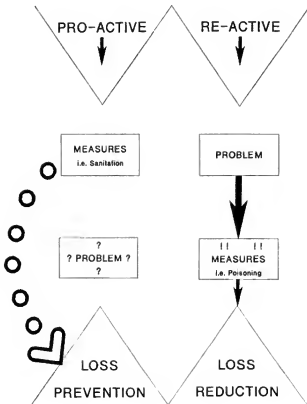 PRO-ACTIVE
RE-ACTIVE
MEASURES
i.e. Sanitation
PROBLEM
?
? PROBLEM ?
?
!! !!
MEASURES
i.e. Poisoning
LOSS
PREVENTION
LOSS
REDUCTION